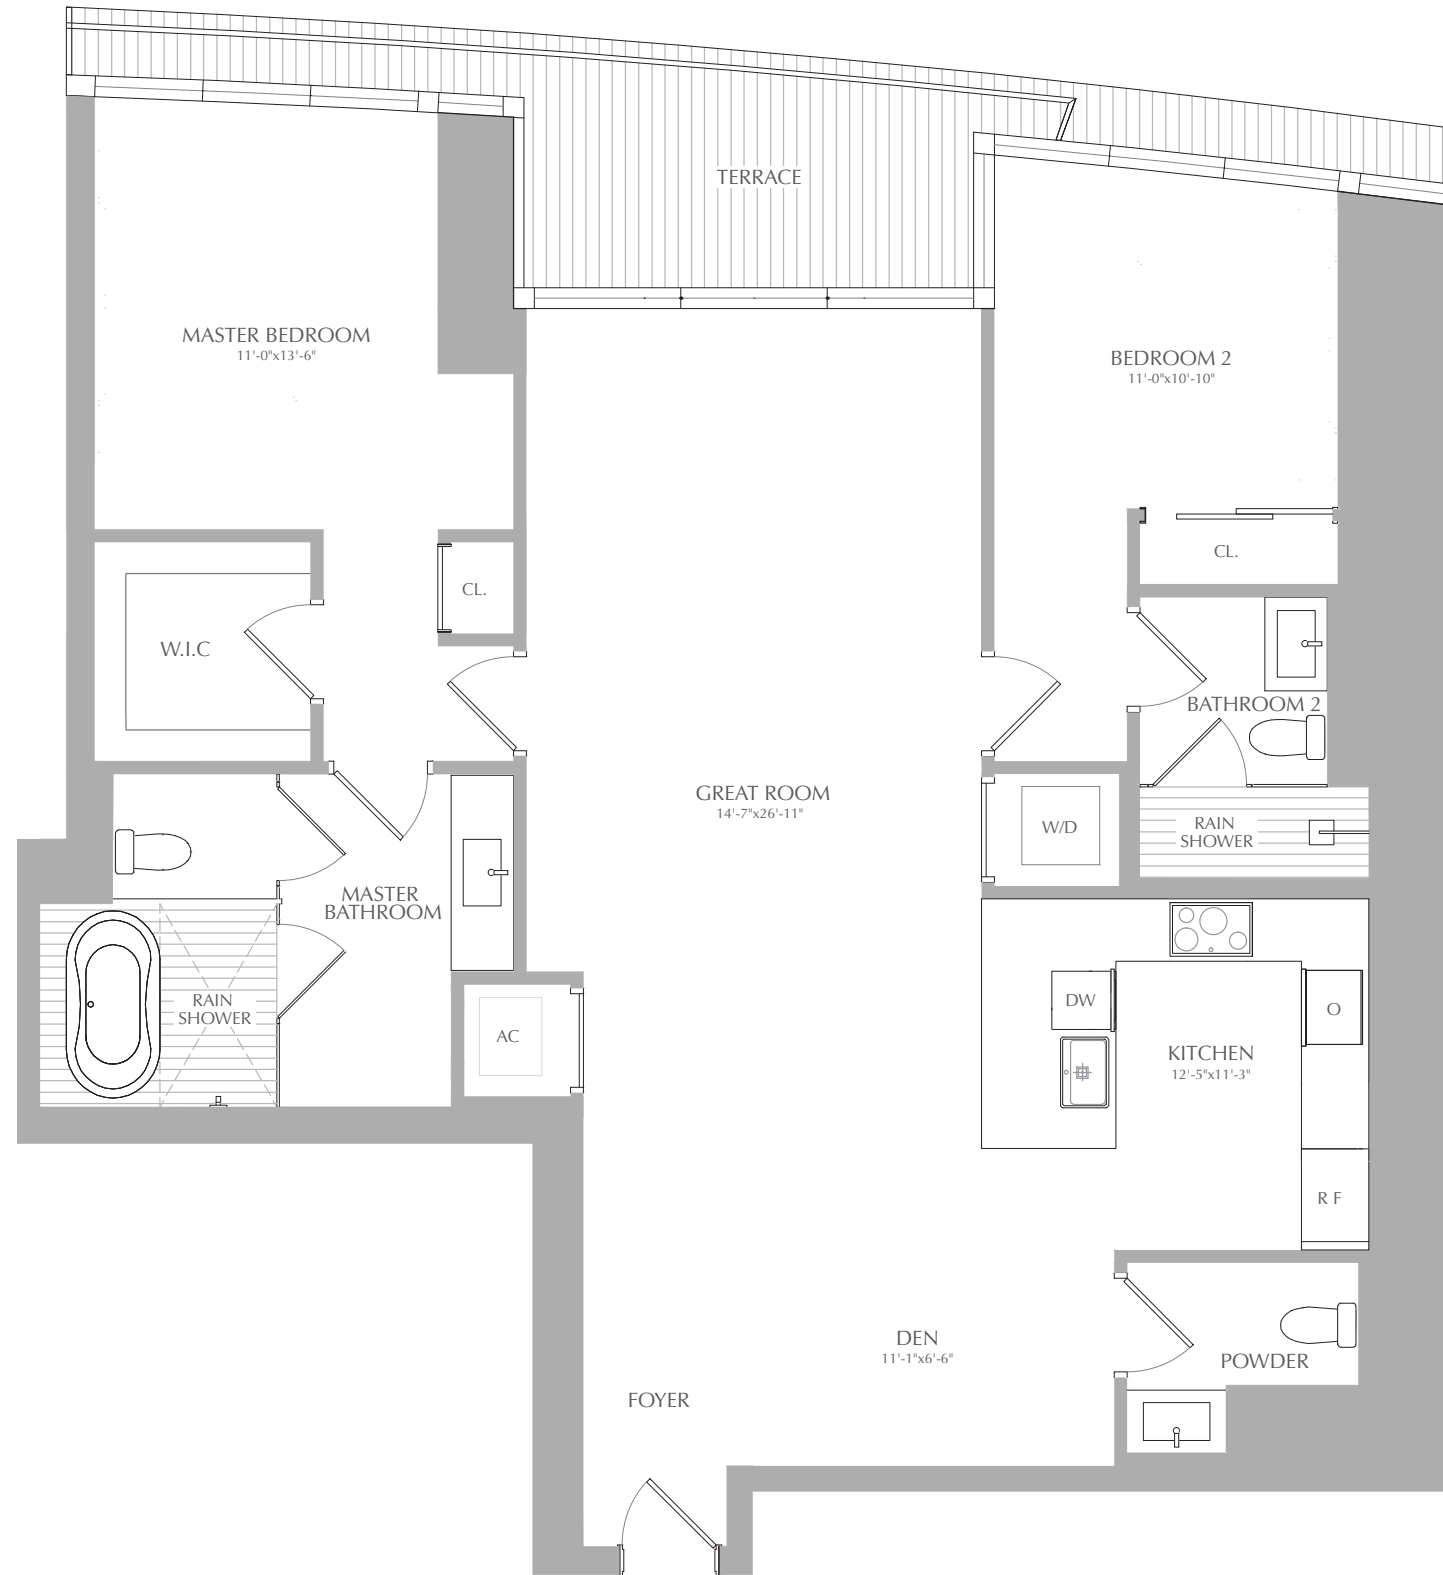 TERRACE
MASTER BEDROOM
11'-0"x13'-6"
BEDROOM 2
11'-0"x10'-10"
CL.
CL.
W.I.C
BATHROOM 2
GREAT ROOM
14'-7"x26'-11"
W/D
RAIN
SHOWER
MASTER
BATHROOM
RAIN
SHOWER
AC
DW
O
KITCHEN
12'-5"x11'-3"
R F
DEN
11'-1"x6'-6"
POWDER
FOYER